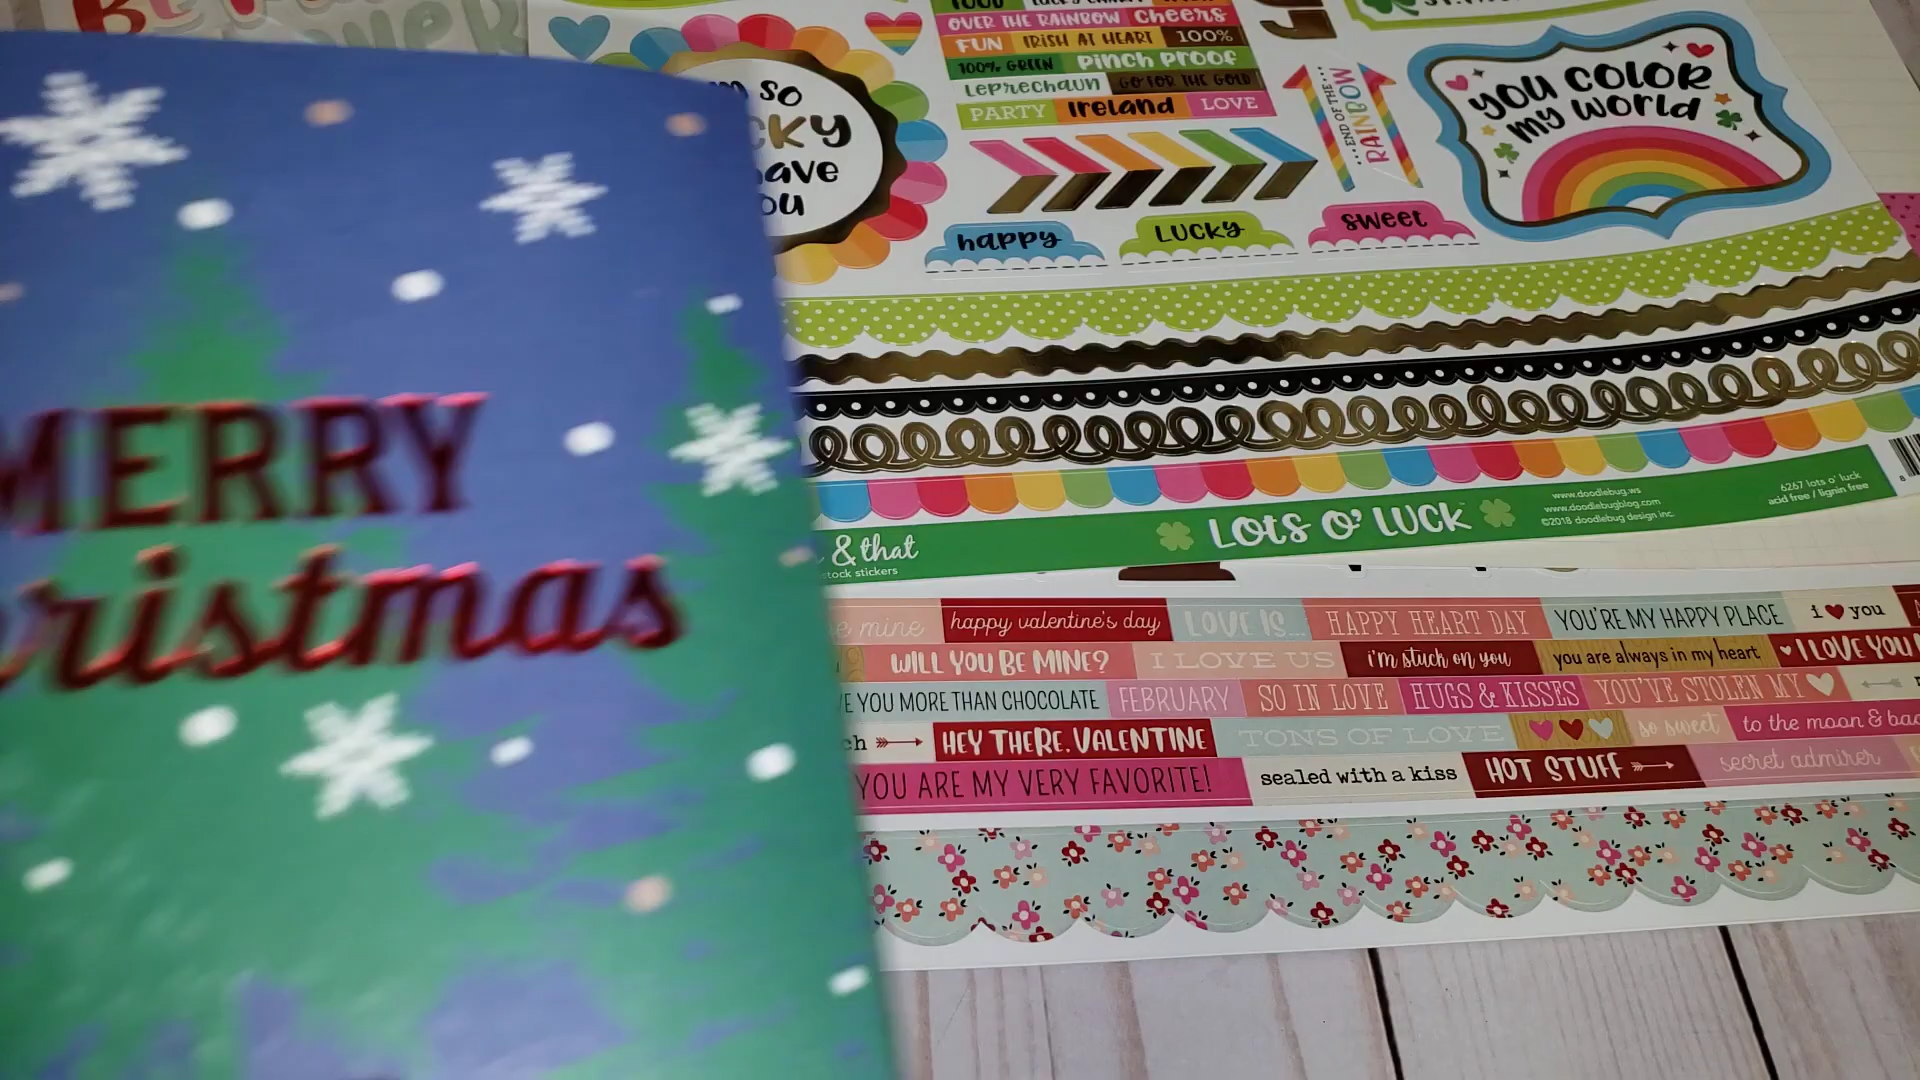 MERRY
ristmas
OVER THE RAINBOW cheers
FUN IRISH AT HEART 100%
100% GREEN Pinch Proof
Leprechaun GO FOR THE GOLD
PARTY Ireland LOVE
SO
CKY
have
ou
...END OF THE...
RAINBOW
YOU COLOR
my world
happy
LUCKY
sweet
& that
stock stickers
LOTS O' LUCK
www.doodlebug.ws
www.doodlebugblog.com
©2018 doodlebug design inc.
6267 lots o' luck
acid free / lignin free
8
e mine happy valentine's day LOVE IS... HAPPY HEART DAY YOU'RE MY HAPPY PLACE i ♥ you
WILL YOU BE MINE? I LOVE US i'm stuck on you you are always in my heart I LOVE YOU
E YOU MORE THAN CHOCOLATE FEBRUARY SO IN LOVE HUGS & KISSES YOU'VE STOLEN MY
ch HEY THERE, VALENTINE TONS OF LOVE so sweet to the moon & bac
YOU ARE MY VERY FAVORITE! sealed with a kiss HOT STUFF secret admirer